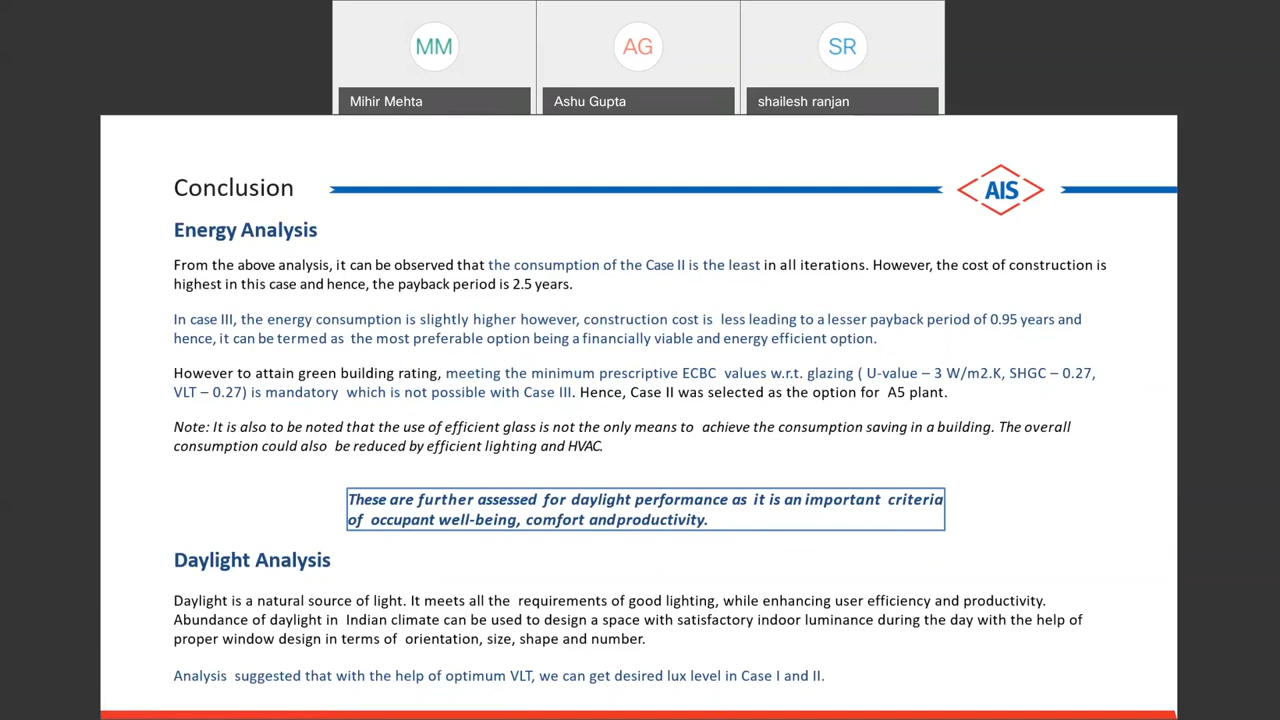 MM
AG
SR
Mihir Mehta
Ashu Gupta
shailesh ranjan
Conclusion
AIS
Energy Analysis
From the above analysis, it can be observed that the consumption of the Case II is the least in all iterations. However, the cost of construction is
highest in this case and hence, the payback period is 2.5 years.
In case III, the energy consumption is slightly higher however, construction cost is less leading to a lesser payback period of 0.95 years and
hence, it can be termed as the most preferable option being a financially viable and energy efficient option.
However to attain green building rating, meeting the minimum prescriptive ECBC values w.r.t. glazing ( U-value – 3 W/m2.K, SHGC – 0.27,
VLT – 0.27) is mandatory which is not possible with Case III. Hence, Case II was selected as the option for A5 plant.
Note: It is also to be noted that the use of efficient glass is not the only means to achieve the consumption saving in a building. The overall
consumption could also be reduced by efficient lighting and HVAC.
These are further assessed for daylight performance as it is an important criteria
of occupant well-being, comfort and productivity.
Daylight Analysis
Daylight is a natural source of light. It meets all the requirements of good lighting, while enhancing user efficiency and productivity.
Abundance of daylight in Indian climate can be used to design a space with satisfactory indoor luminance during the day with the help of
proper window design in terms of orientation, size, shape and number.
Analysis suggested that with the help of optimum VLT, we can get desired lux level in Case I and II.